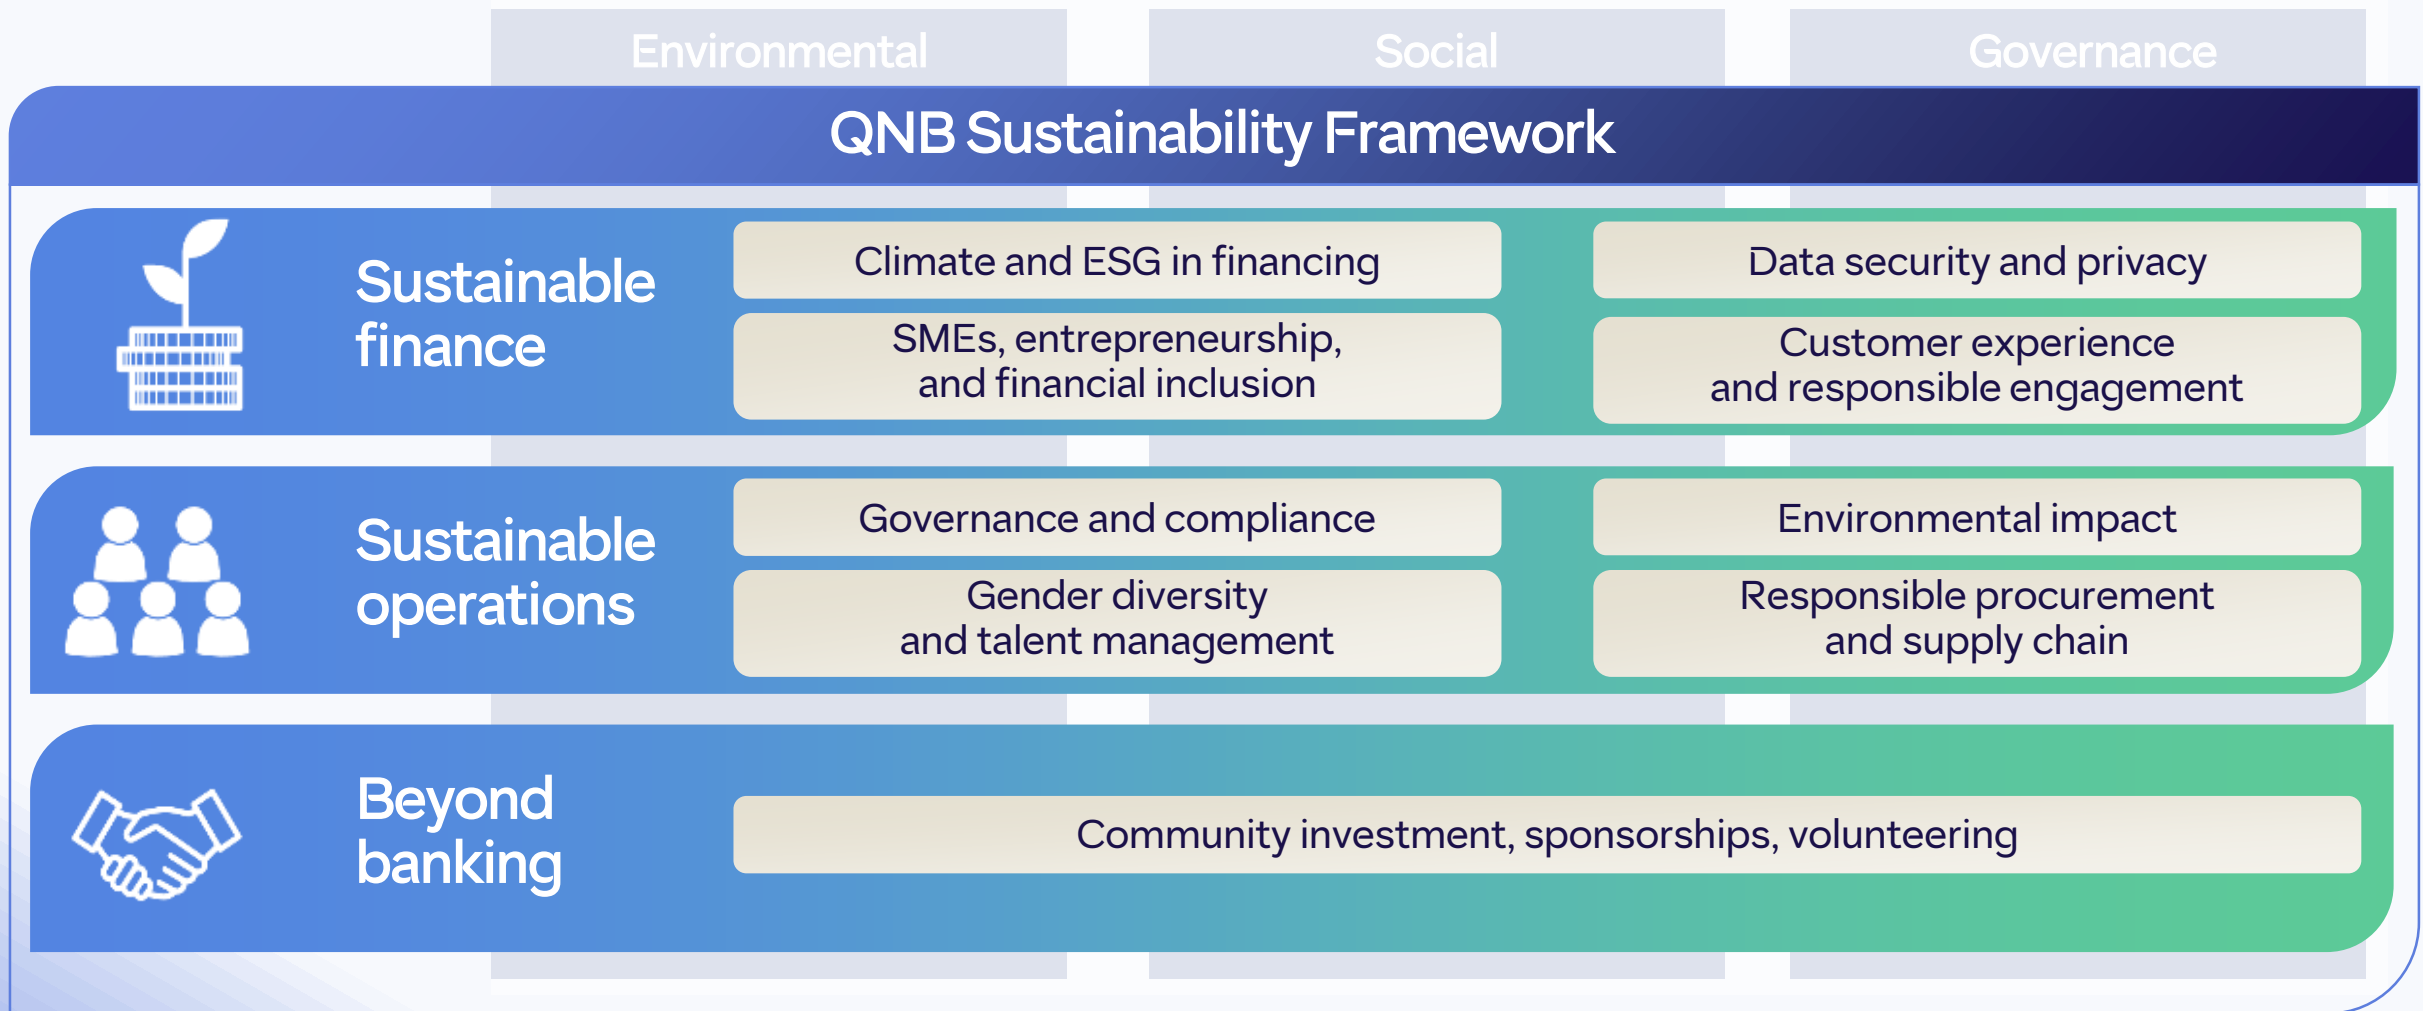 Environmental
Social
Governance
QNB Sustainability Framework
Sustainable
finance
Climate and ESG in financing
Data security and privacy
SMEs, entrepreneurship,
and financial inclusion
Customer experience
and responsible engagement
Sustainable
operations
Governance and compliance
Environmental impact
Gender diversity
and talent management
Responsible procurement
and supply chain
Beyond
banking
Community investment, sponsorships, volunteering